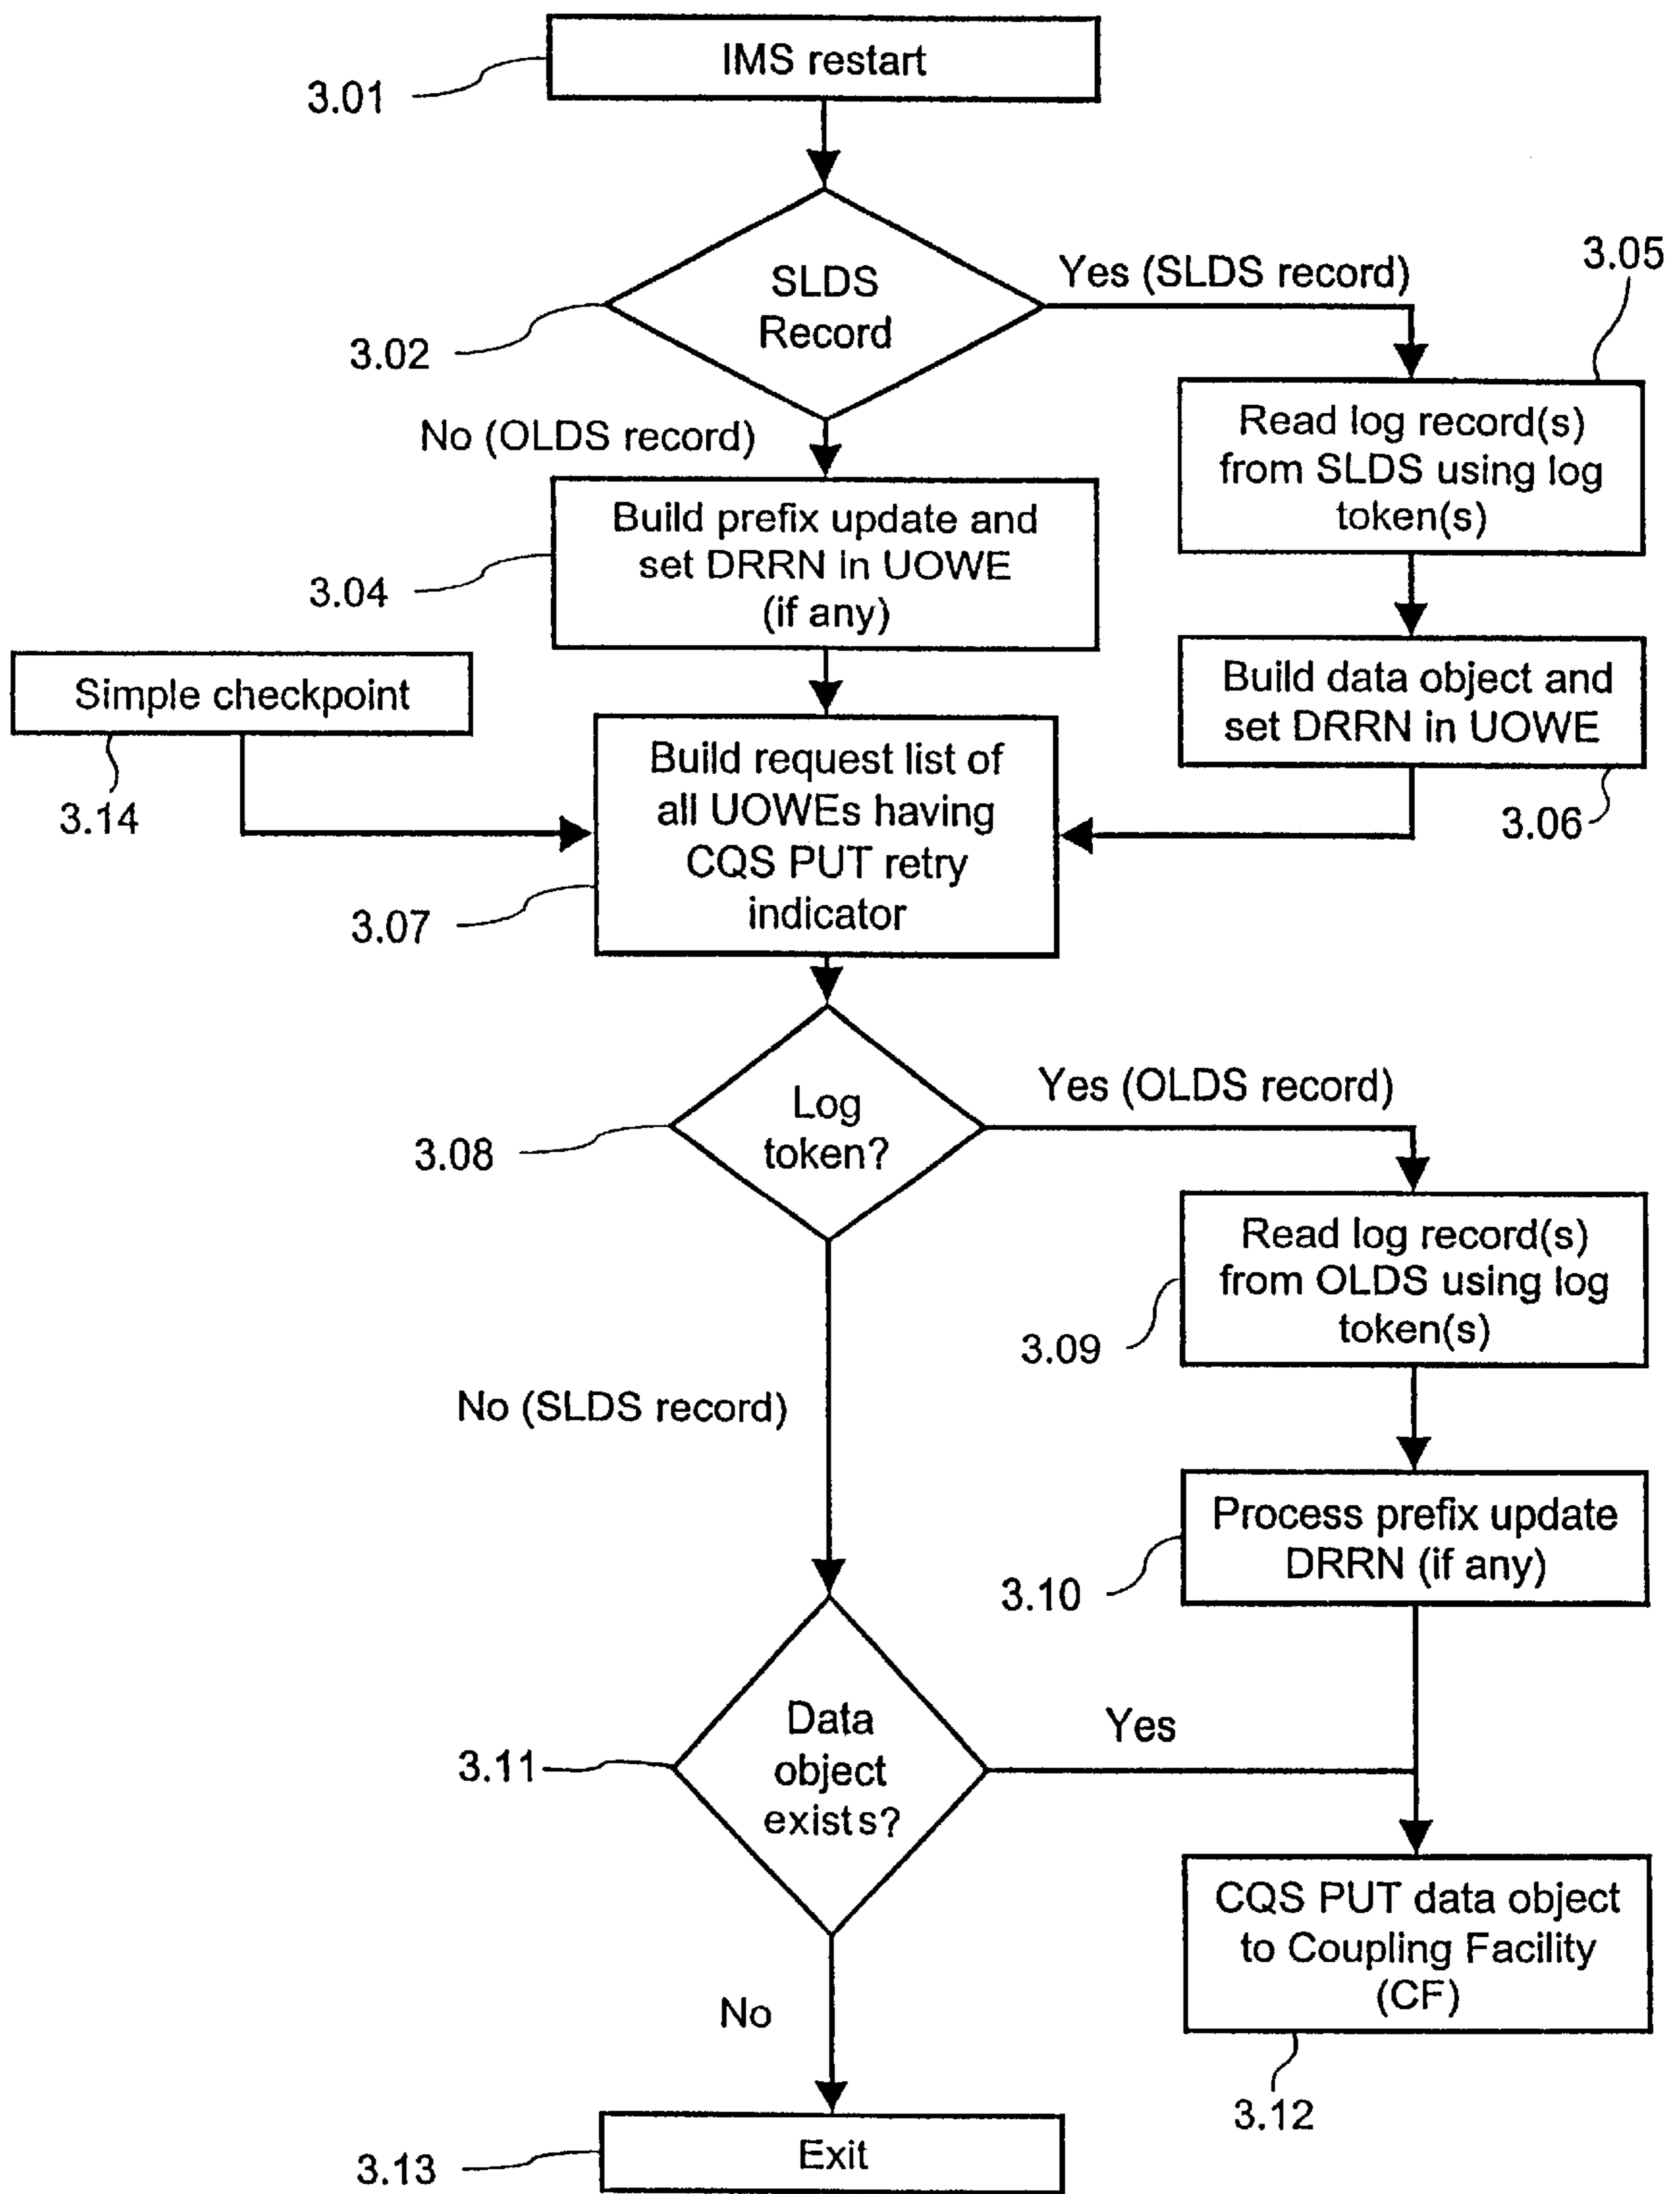 IMS restart
3.01
SLDS
Record
3.02
Yes (SLDS record)
3.05
No (OLDS record)
Read log record(s)
from SLDS using log
token(s)
Build prefix update and
set DRRN in UOWE
(if any)
3.04
Simple checkpoint
3.14
Build data object and
set DRRN in UOWE
3.06
Build request list of
all UOWEs having
CQS PUT retry
indicator
3.07
Log
token?
3.08
Yes (OLDS record)
Read log record(s)
from OLDS using log
token(s)
3.09
No (SLDS record)
Process prefix update
DRRN (if any)
3.10
Data
object
exists?
3.11
Yes
CQS PUT data object
to Coupling Facility
(CF)
3.12
No
Exit
3.13